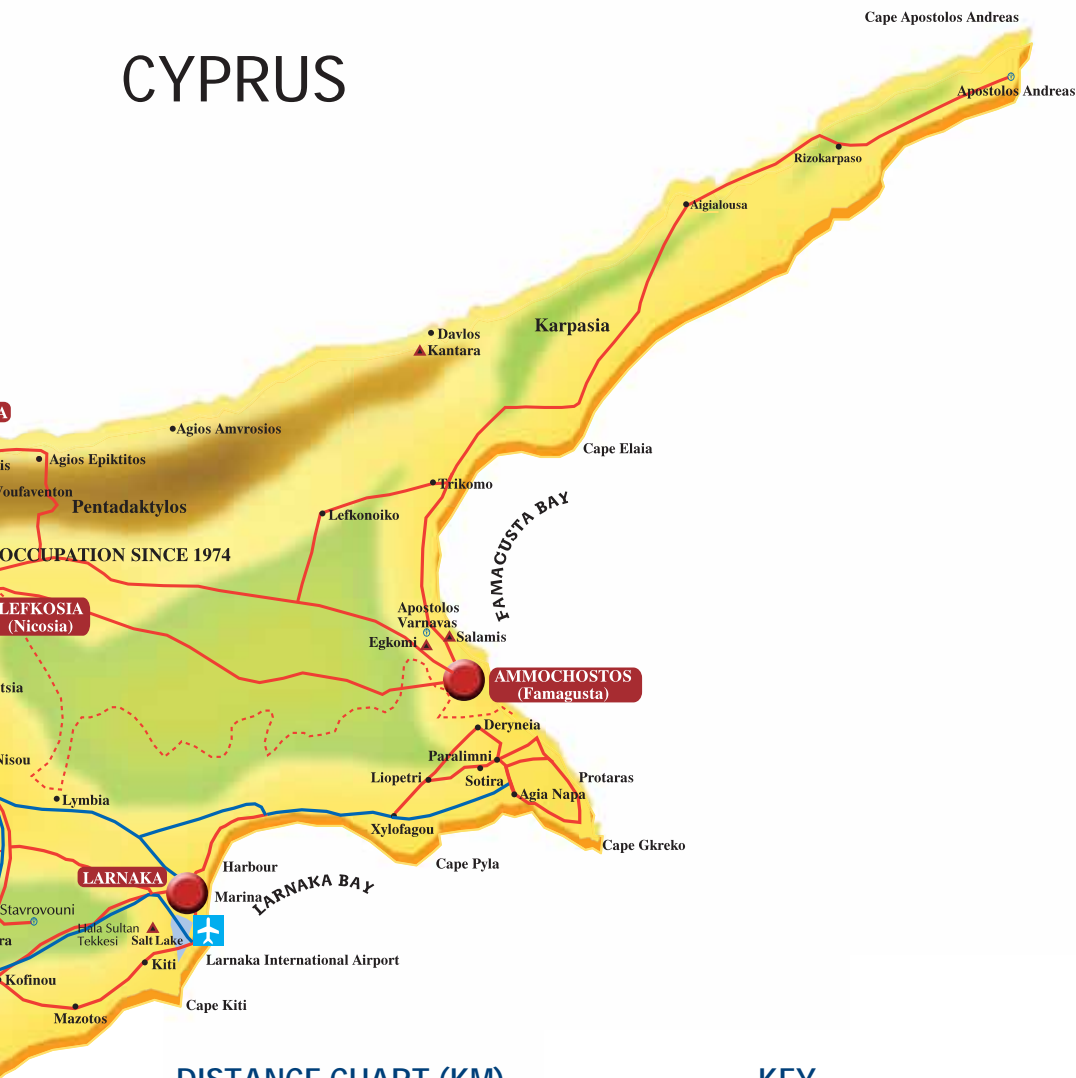 Cape Apostolos Andreas
CYPRUS
Apostolos Andreas
Rizokarpaso
Aigialousa
Karpasia
Davlos
Kantara
Agios Amvrosios
Cape Elaia
Agios Epiktitos
Trikomo
Pentadaktylos
Lefkonoiko
FAMAGUSTA BAY
OCCUPATION SINCE 1974
LEFKOSIA
(Nicosia)
Apostolos
Varnavas
Salamis
Egkomi
AMMOCHOSTOS
(Famagusta)
Deryneia
Paralimni
Nisou
Liopetri
Sotira
Protaras
Agia Napa
Lymbia
Xylofagou
Cape Gkreko
Cape Pyla
Harbour
LARNAKA
Marina
LARNAKA BAY
Stavrovouni
Hala Sultan
Tekkesi
Salt Lake
Larnaka International Airport
Kiti
Kofinou
Cape Kiti
Mazotos
DISTANCE CHART (KM)
KEY